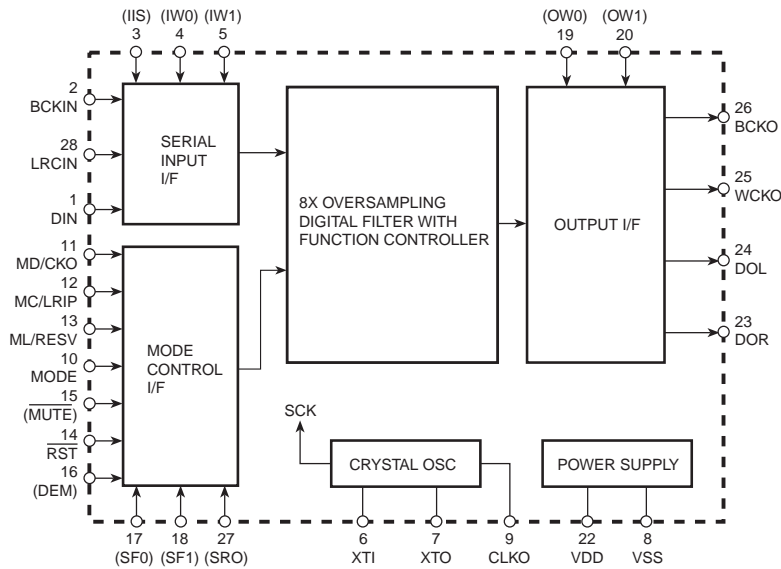 (IIS) (IW0) (IW1)
3 4 5
(OW0) (OW1)
19 20
2
BCKIN
28
LRCIN
1
DIN
SERIAL
INPUT
I/F
8X OVERSAMPLING
DIGITAL FILTER WITH
FUNCTION CONTROLLER
OUTPUT I/F
26
BCKO
25
WCKO
24
DOL
23
DOR
11
MD/CKO
12
MC/LRIP
13
ML/RESV
10
MODE
15
(MUTE)
14
RST
16
(DEM)
MODE
CONTROL
I/F
SCK
CRYSTAL OSC
POWER SUPPLY
17 18 27
(SF0) (SF1) (SRO)
6 7 9
XTI XTO CLKO
22 8
VDD VSS